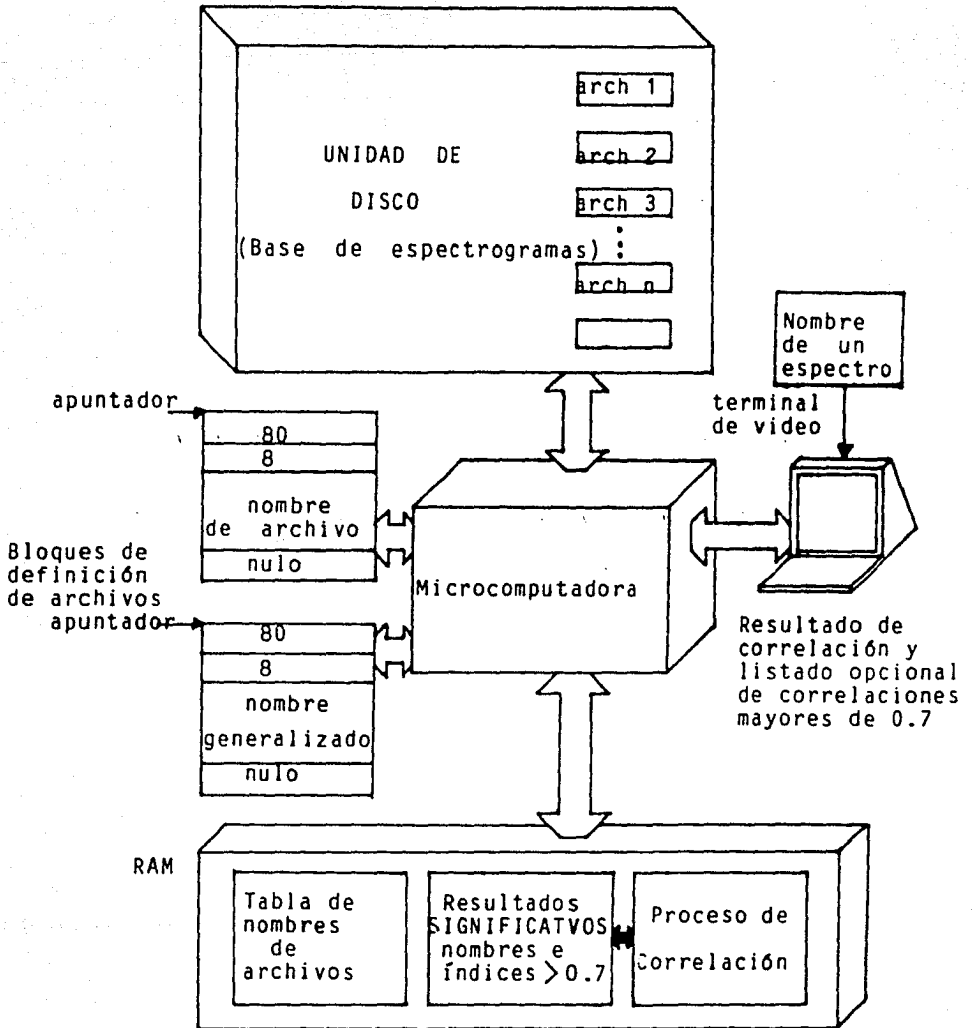 arch 1
UNIDAD DE
arch 2
DISCO
arch 3
(Base de espectrogramas)
arch n
Nombre
de un
espectro
apuntador
terminal
de video
80
8
nombre
de archivo
nulo
Bloques de
definición
de archivos
apuntador
80
8
nombre
generalizado
nulo
Microcomputadora
Resultado de
correlación y
listado opcional
de correlaciones
mayores de 0.7
RAM
Tabla de
nombres
de
archivos
Resultados
SIGNIFICATVOS
nombres e
índices > 0.7
Proceso de
Correlación